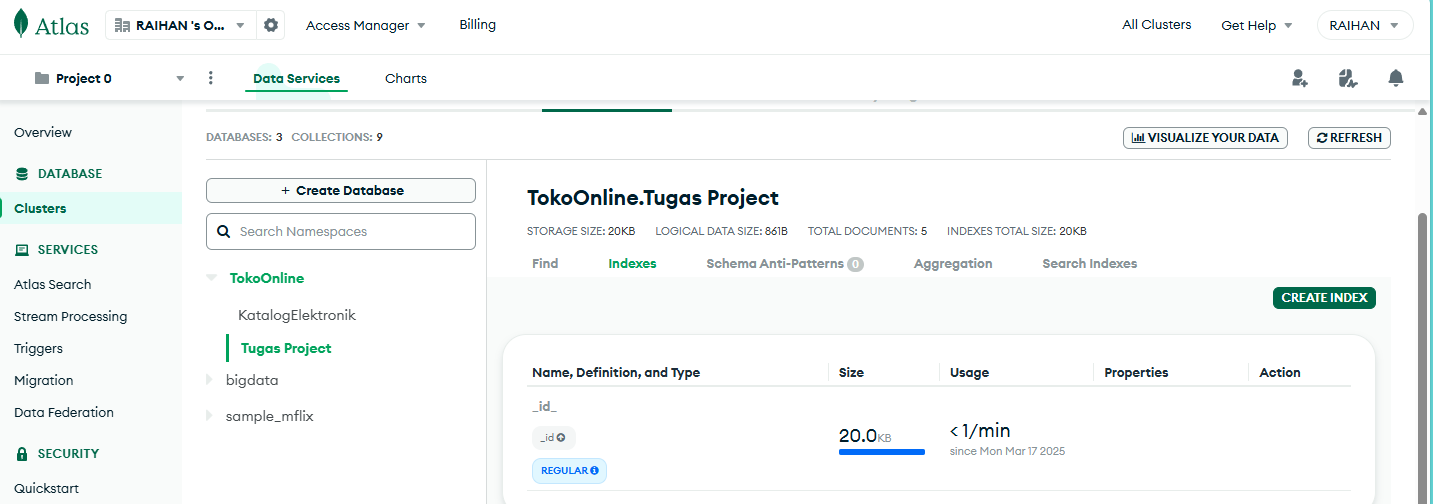 Atlas RAIHAN 'S O... Access Manager Billing All Clusters Get Help RAIHAN
Project 0 Data Services Charts
Overview
DATABASE
Clusters
SERVICES
Atlas Search
Stream Processing
Triggers
Migration
Data Federation
SECURITY
Quickstart
DATABASES: 3 COLLECTIONS: 9
VISUALIZE YOUR DATA REFRESH
+ Create Database
Search Namespaces
TokoOnline
KatalogElektronik
Tugas Project
bigdata
sample_mflix
TokoOnline.Tugas Project
STORAGE SIZE: 20KB LOGICAL DATA SIZE: 861B TOTAL DOCUMENTS: 5 INDEXES TOTAL SIZE: 20KB
Find Indexes Schema Anti-Patterns 0 Aggregation Search Indexes
CREATE INDEX
Name, Definition, and Type Size Usage Properties Action
_id_
_id
REGULAR
20.0KB
< 1/min
since Mon Mar 17 2025